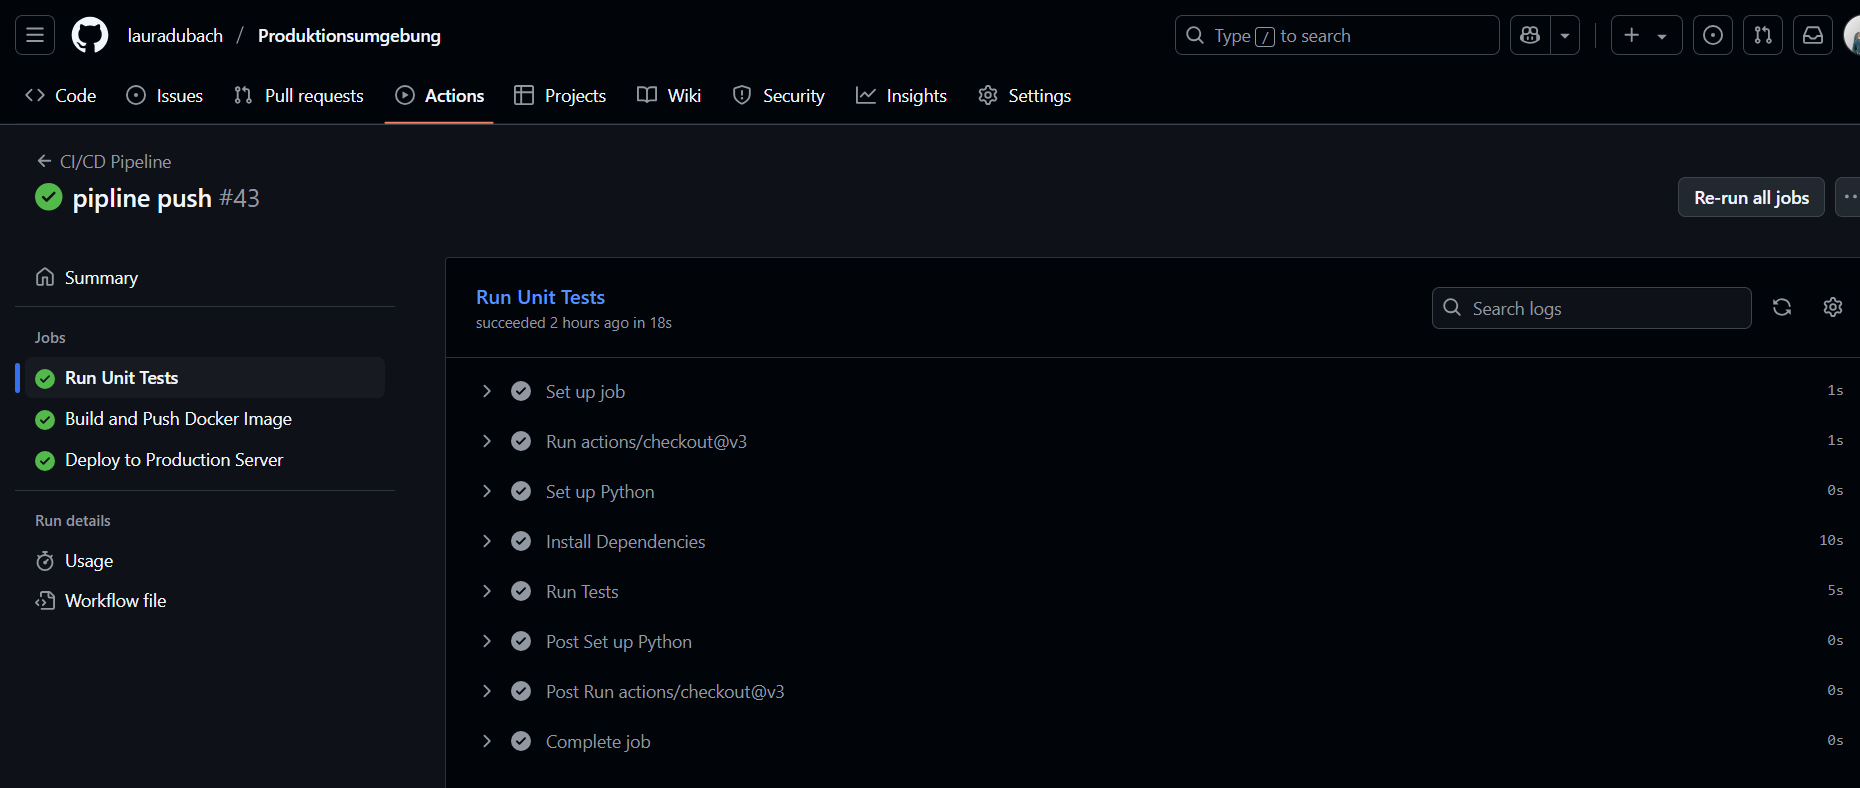 lauradubach / Produktionsumgebung
Type / to search
Code
Issues
Pull requests
Actions
Projects
Wiki
Security
Insights
Settings
CI/CD Pipeline
pipline push #43
Re-run all jobs
Summary
Jobs
Run Unit Tests
Build and Push Docker Image
Deploy to Production Server
Run details
Usage
Workflow file
Run Unit Tests
succeeded 2 hours ago in 18s
Search logs
Set up job 1s
Run actions/checkout@v3 1s
Set up Python 0s
Install Dependencies 10s
Run Tests 5s
Post Set up Python 0s
Post Run actions/checkout@v3 0s
Complete job 0s